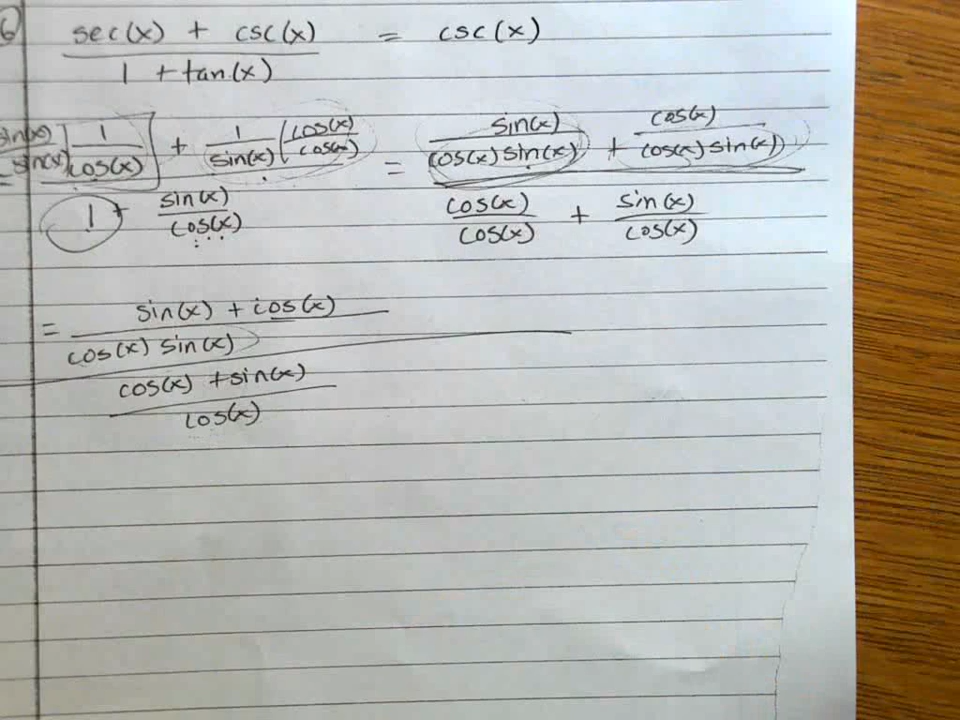 6 sec(x) + csc(x) = csc(x)
1 + tan(x)
sin(x) 1 + 1 (cos(x) = sin(x) + cos(x)
= sin(x) cos(x) sin(x) cos(x) cos(x) sin(x) cos(x) sin(x)
1 + sin(x) cos(x) + sin(x)
cos(x) cos(x) cos(x)
= sin(x) + cos(x)
cos(x) sin(x)
cos(x) + sin(x)
cos(x)